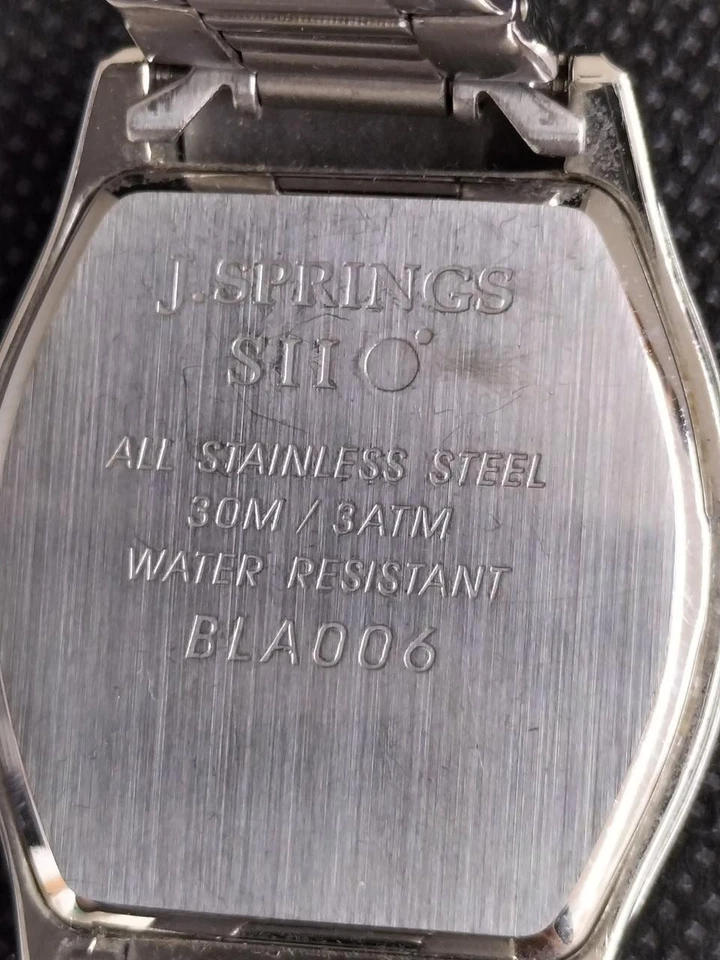 J.SPRINGS
SII
ALL STAINLESS STEEL
30M / 3ATM
WATER RESISTANT
BLA006